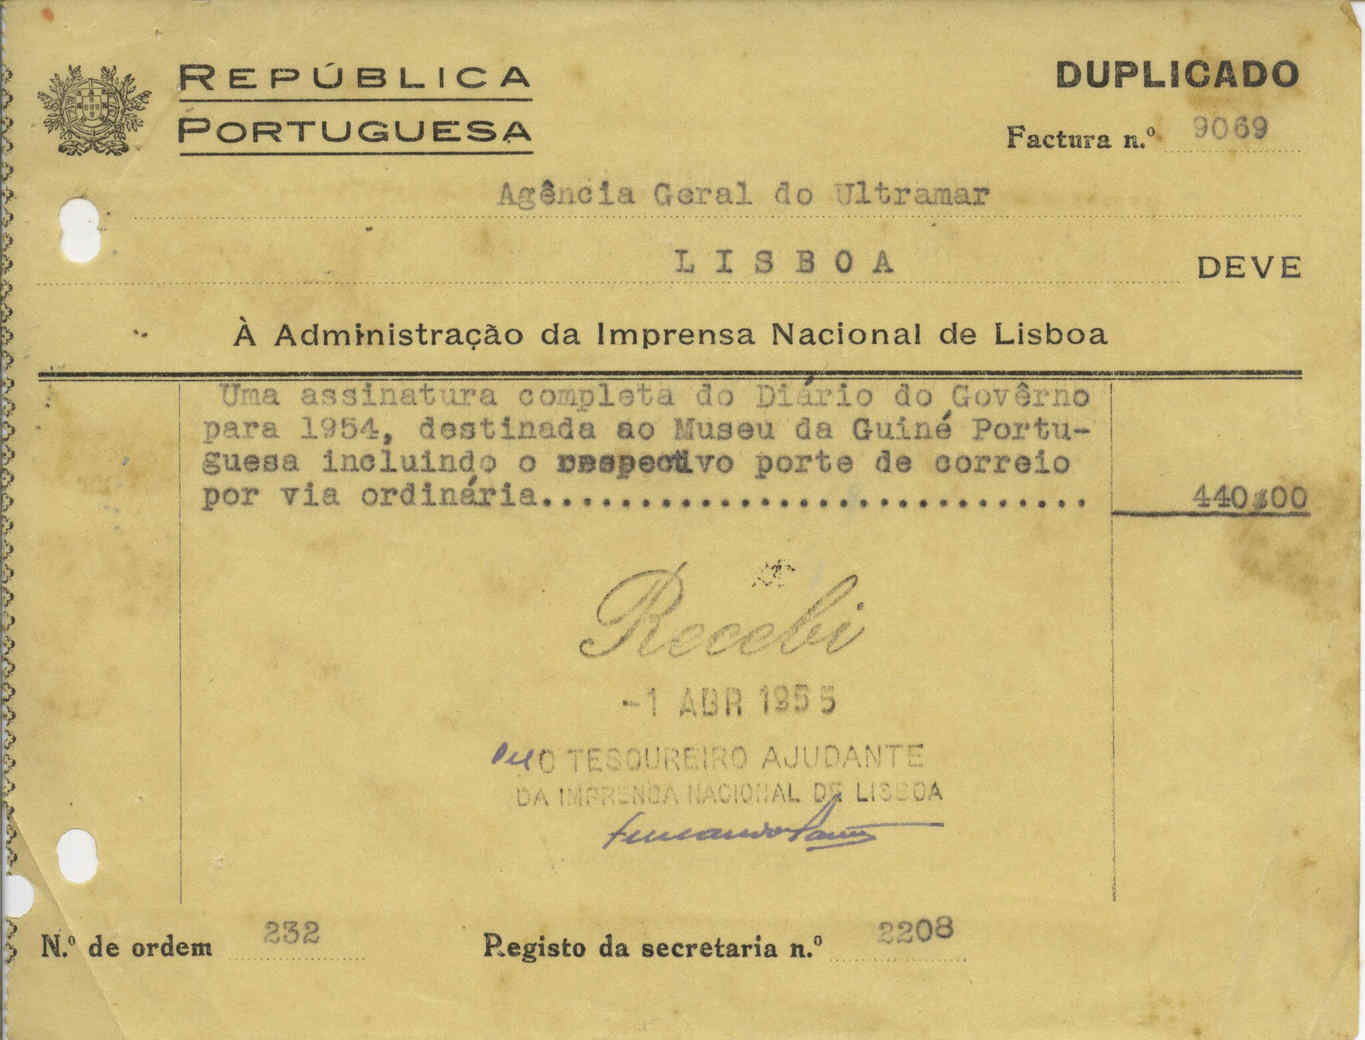 REPÚBLICA
PORTUGUESA
DUPLICADO
Factura n.º 9069
Agência Geral do Ultramar
LISBOA DEVE
À Administração da Imprensa Nacional de Lisboa
Uma assinatura completa do Diário do Govêrno
para 1954, destinada ao Museu da Guiné Portu-
guesa incluindo o respectivo porte de correio
por via ordinária............................ 440$00
Recebi
-1 ABR 1955
Pel O TESOUREIRO AJUDANTE
DA IMPRENSA NACIONAL DE LISBOA
N.º de ordem 232
Registo da secretaria n.º 2208